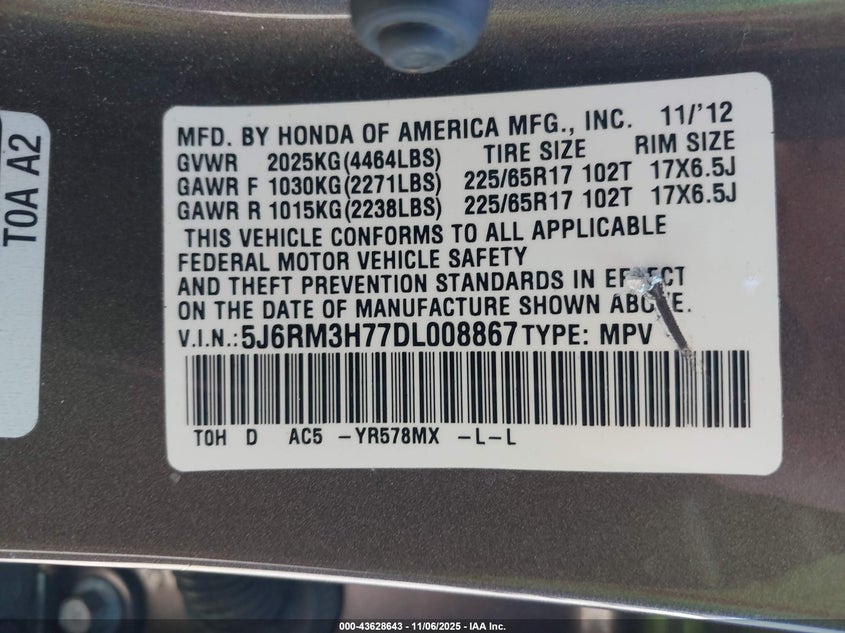 TOA A2
MFD. BY HONDA OF AMERICA MFG., INC. 11/'12
GVWR 2025KG(4464LBS) TIRE SIZE RIM SIZE
GAWR F 1030KG(2271LBS) 225/65R17 102T 17X6.5J
GAWR R 1015KG(2238LBS) 225/65R17 102T 17X6.5J
THIS VEHICLE CONFORMS TO ALL APPLICABLE
FEDERAL MOTOR VEHICLE SAFETY
AND THEFT PREVENTION STANDARDS IN EFFECT
ON THE DATE OF MANUFACTURE SHOWN ABOVE.
V.I.N.:5J6RM3H77DL008867 TYPE: MPV
TOH D AC5 -YR578MX -L-L
000-43628643 - 11/06/2025 - IAA Inc.